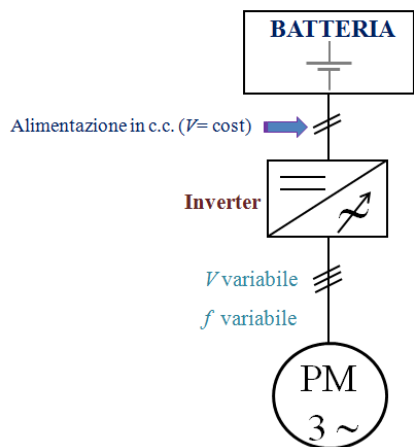 BATTERIA
Alimentazione in c.c. (V= cost)
Inverter
V variabile
f variabile
PM
3 ~